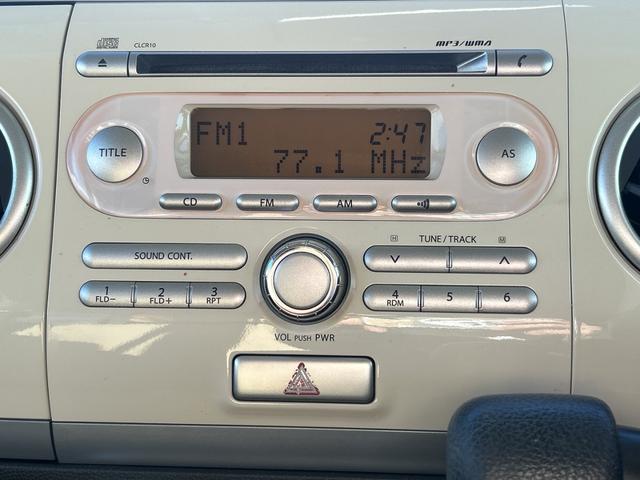 CLCR10
MP3/WMA
FM1 2:47
77.1 MHz
TITLE
AS
CD
FM
AM
SOUND CONT.
H TUNE/TRACK M
1
FLD−
2
FLD+
3
RPT
4
RDM
5
6
VOL PUSH PWR